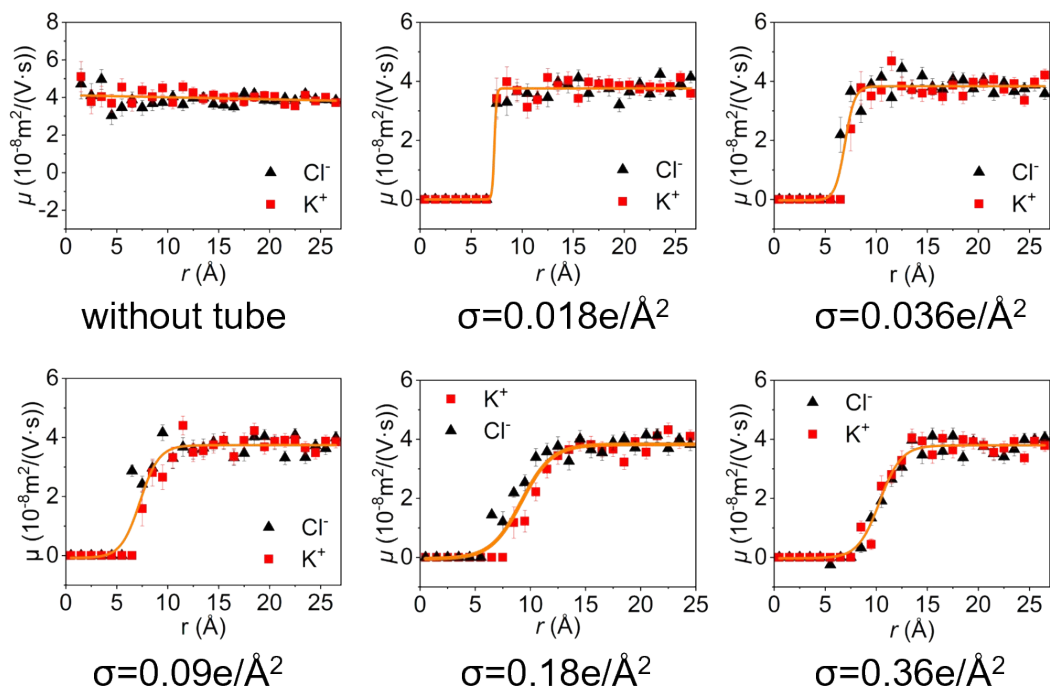 μ (10⁻⁸m²/(V·s))
8
6
4
2
0
-2
Cl⁻
K⁺
0 5 10 15 20 25
r (Å)
without tube
μ (10⁻⁸m²/(V·s))
6
4
2
0
Cl⁻
K⁺
0 5 10 15 20 25
r (Å)
σ=0.018e/Å²
μ (10⁻⁸m²/(V·s))
6
4
2
0
Cl⁻
K⁺
0 5 10 15 20 25
r (Å)
σ=0.036e/Å²
μ (10⁻⁸m²/(V·s))
6
4
2
0
Cl⁻
K⁺
0 5 10 15 20 25
r (Å)
σ=0.09e/Å²
μ (10⁻⁸m²/(V·s))
6
4
2
0
K⁺
Cl⁻
0 5 10 15 20 25
r (Å)
σ=0.18e/Å²
μ (10⁻⁸m²/(V·s))
6
4
2
0
Cl⁻
K⁺
0 5 10 15 20 25
r (Å)
σ=0.36e/Å²